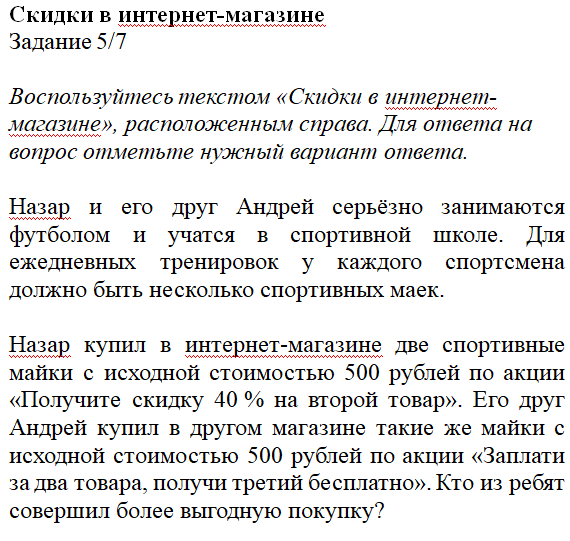 Скидки в интернет-магазине
Задание 5/7
Воспользуйтесь текстом «Скидки в интернет-
магазине», расположенным справа. Для ответа на
вопрос отметьте нужный вариант ответа.
Назар и его друг Андрей серьёзно занимаются
футболом и учатся в спортивной школе. Для
ежедневных тренировок у каждого спортсмена
должно быть несколько спортивных маек.
Назар купил в интернет-магазине две спортивные
майки с исходной стоимостью 500 рублей по акции
«Получите скидку 40 % на второй товар». Его друг
Андрей купил в другом магазине такие же майки с
исходной стоимостью 500 рублей по акции «Заплати
за два товара, получи третий бесплатно». Кто из ребят
совершил более выгодную покупку?